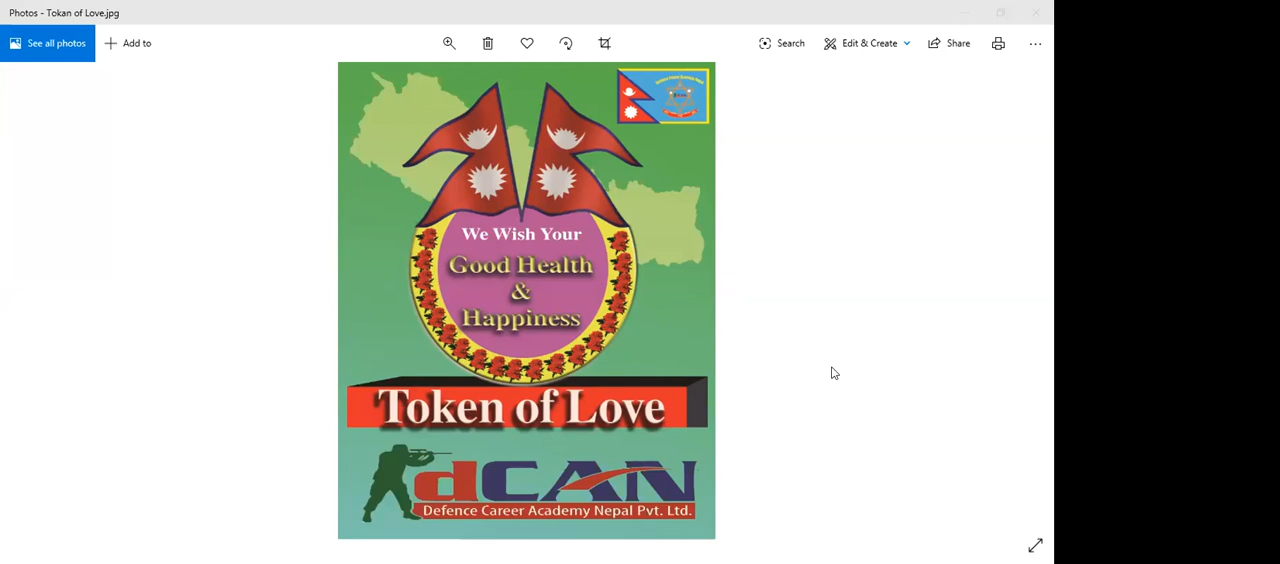 Photos - Tokan of Love.jpg
See all photos
Add to
Search
Edit & Create
Share
We Wish Your
Good Health
&
Happiness
Token of Love
dCAN
Defence Career Academy Nepal Pvt. Ltd.